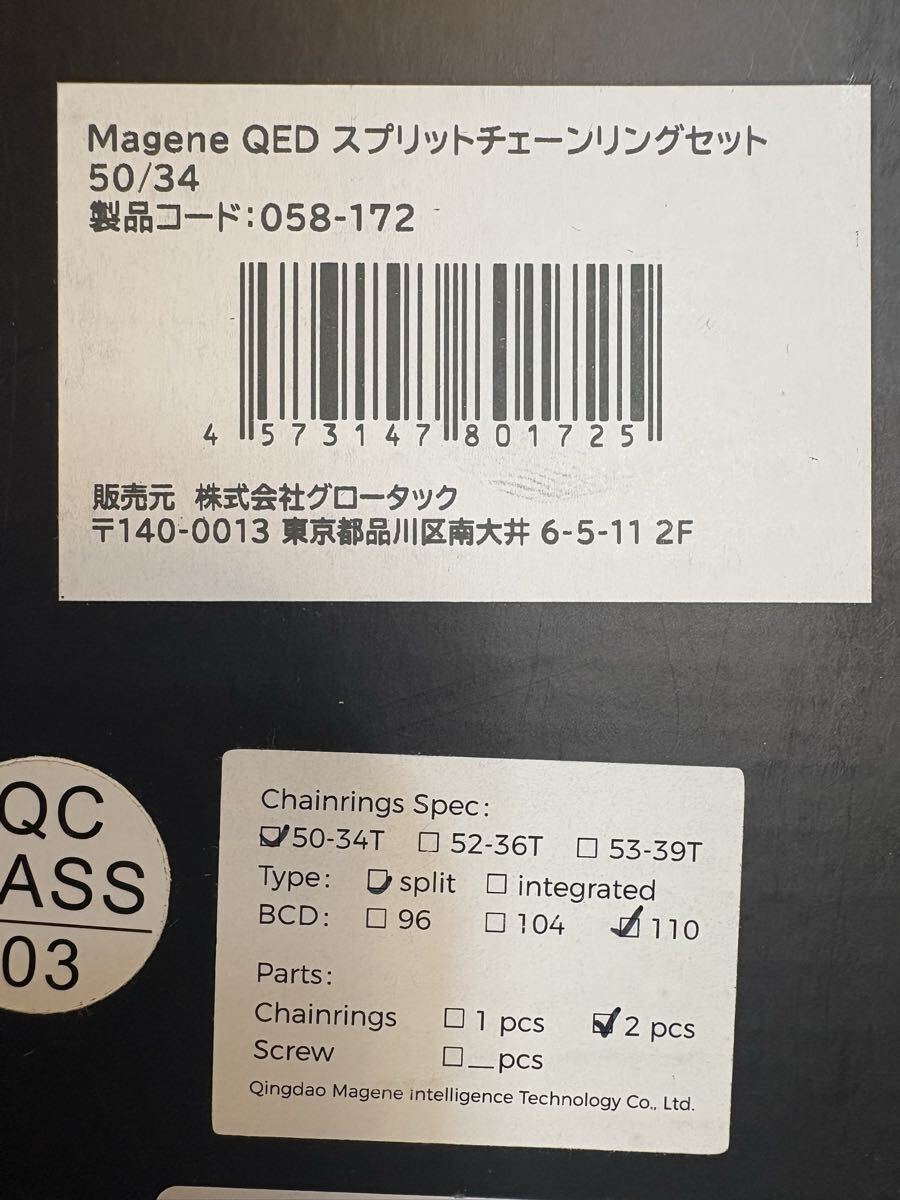 Magene QED スプリットチェーンリングセット
50/34
製品コード:058-172
4 573147 801725
販売元 株式会社グロータック
〒140-0013 東京都品川区南大井 6-5-11 2F
QC
ASS
03
Chainrings Spec:
☑50-34T ☐ 52-36T ☐ 53-39T
Type: ☑ split ☐ integrated
BCD: ☐ 96 ☐ 104 ☑ 110
Parts:
Chainrings ☐ 1 pcs ☑ 2 pcs
Screw ☐__pcs
Qingdao Magene intelligence Technology Co., Ltd.